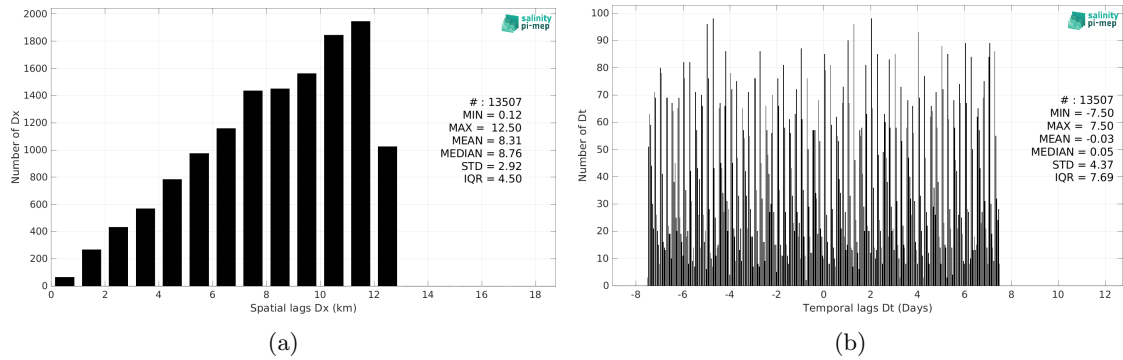 2000
1800
1600
1400
1200
1000
800
600
400
200
0
Number of Dx
salinity
pi-mep
# : 13507
MIN = 0.12
MAX = 12.50
MEAN = 8.31
MEDIAN = 8.76
STD = 2.92
IQR = 4.50
0 2 4 6 8 10 12 14 16 18
Spatial lags Dx (km)
(a)
100
90
80
70
60
50
40
30
20
10
0
Number of Dt
salinity
pi-mep
# : 13507
MIN = -7.50
MAX = 7.50
MEAN = -0.03
MEDIAN = 0.05
STD = 4.37
IQR = 7.69
-8 -6 -4 -2 0 2 4 6 8 10 12
Temporal lags Dt (Days)
(b)